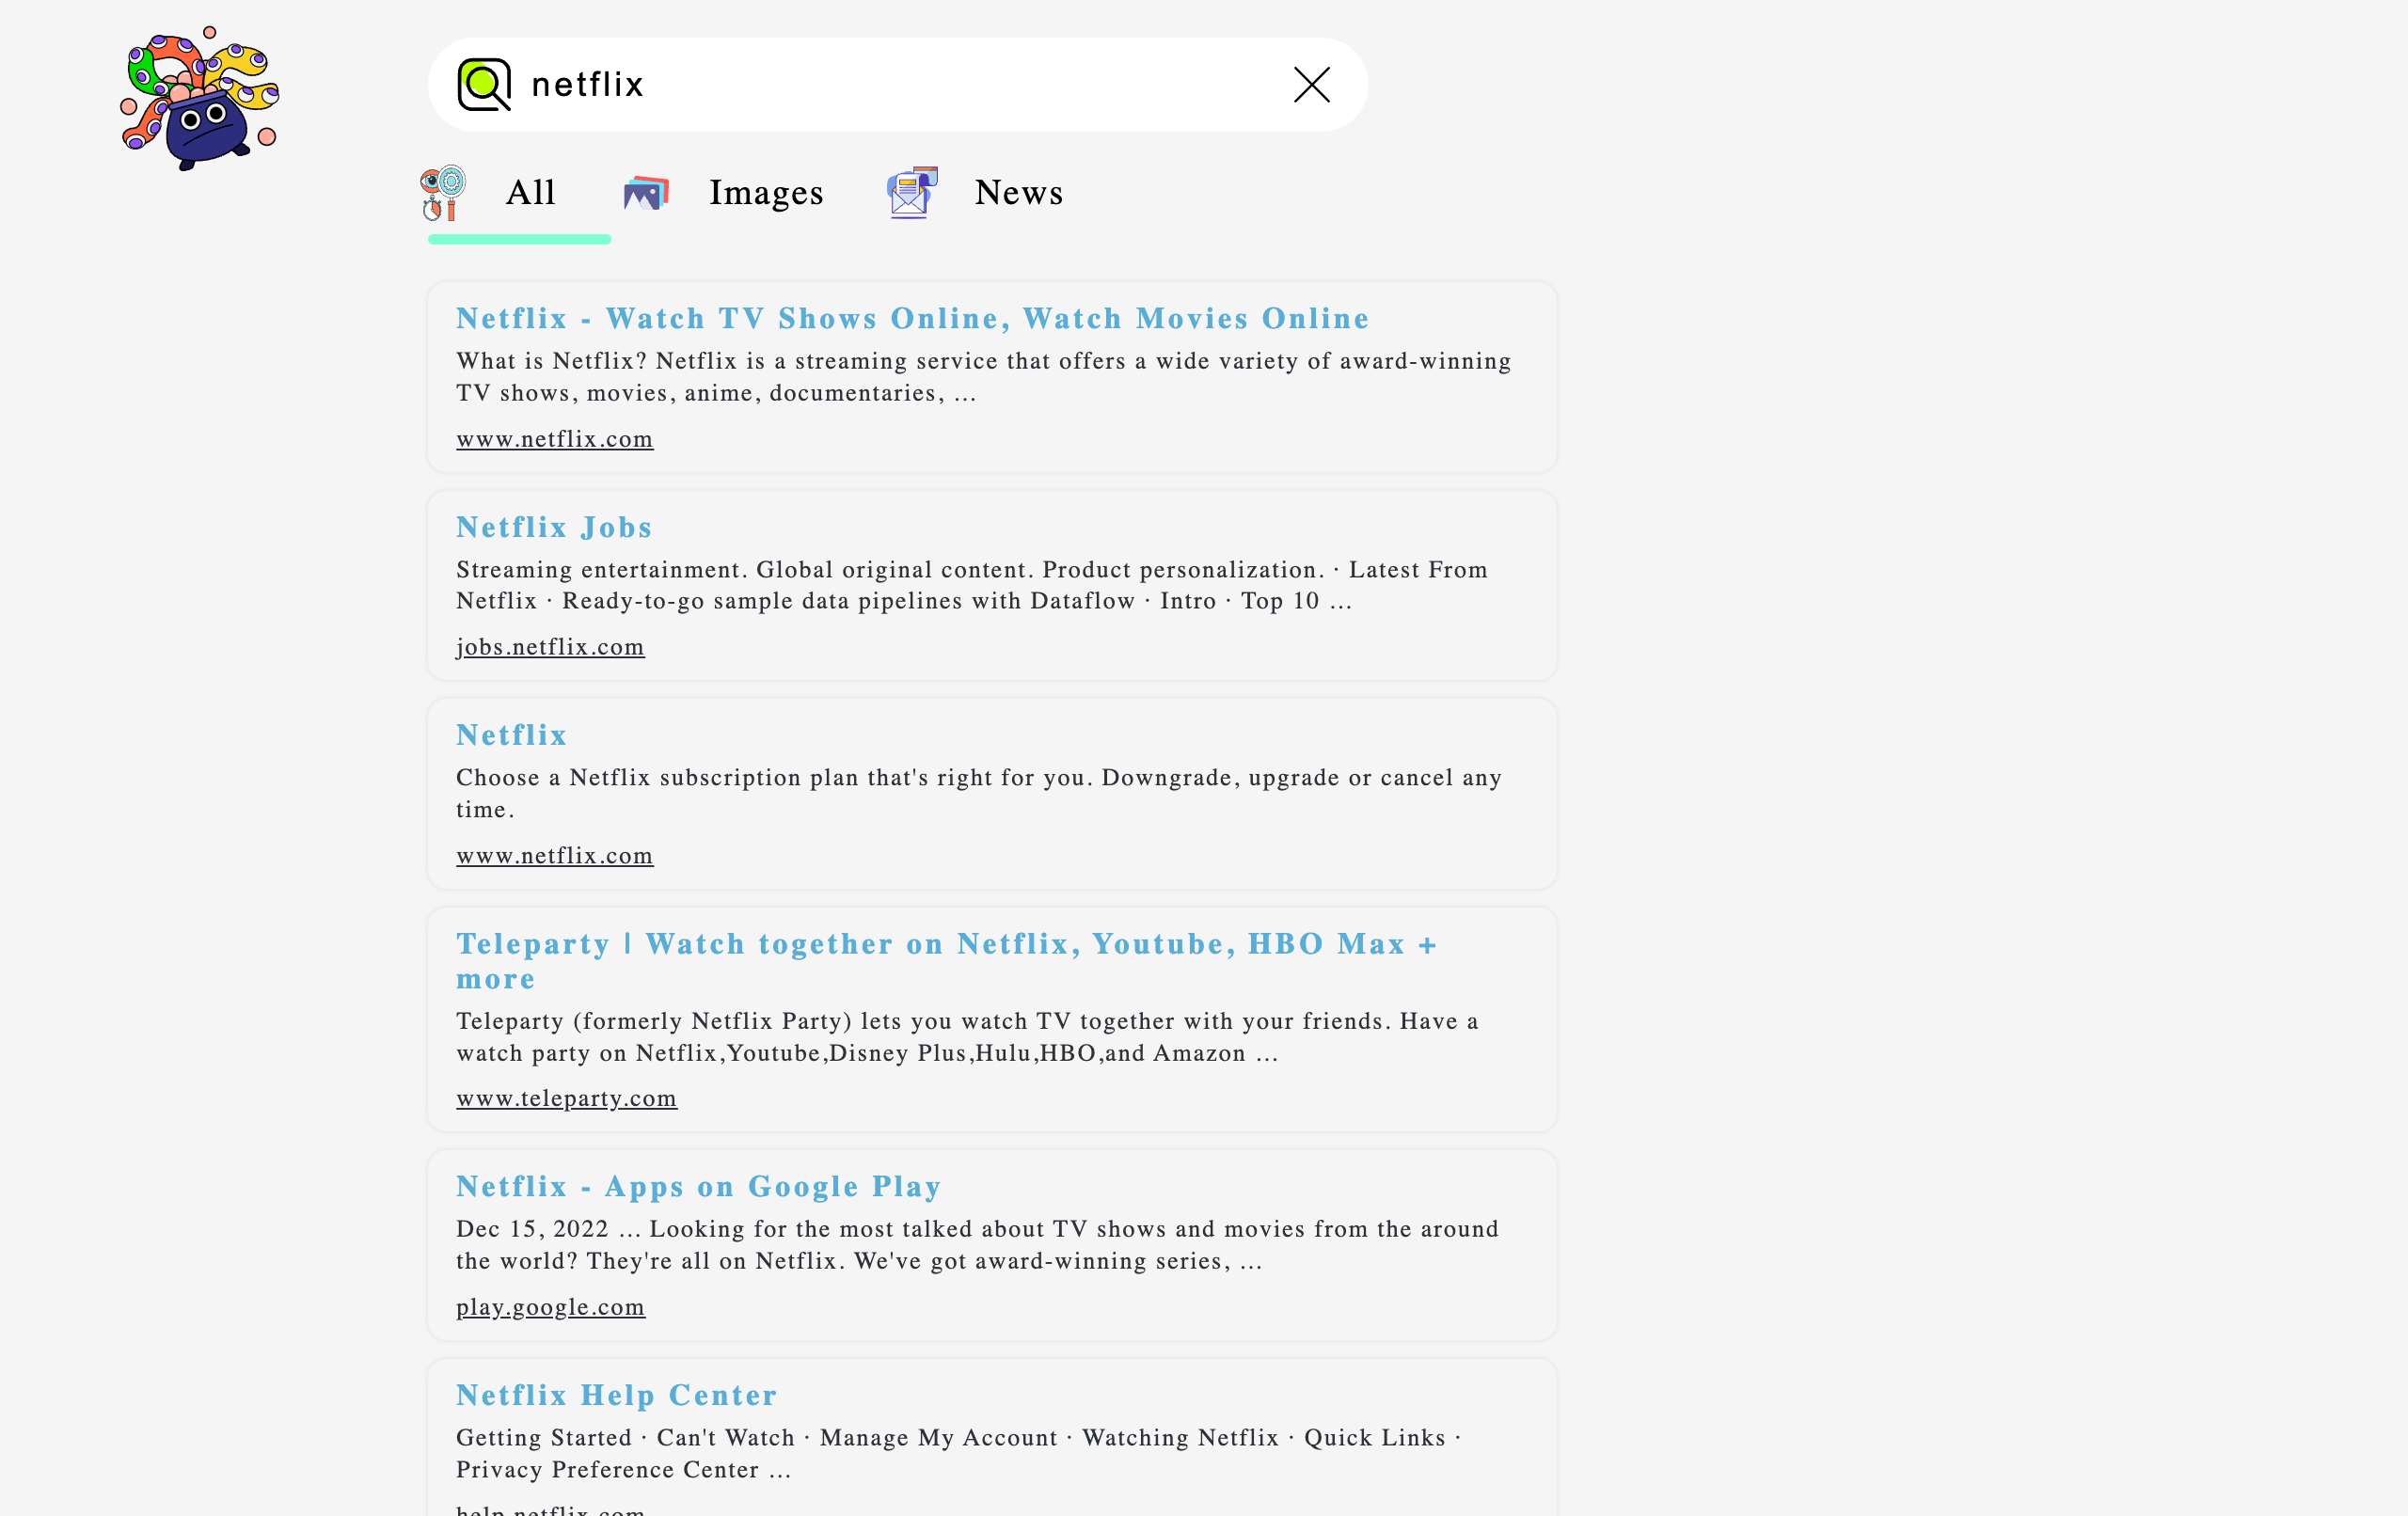 netflix
All Images News
Netflix - Watch TV Shows Online, Watch Movies Online
What is Netflix? Netflix is a streaming service that offers a wide variety of award-winning
TV shows, movies, anime, documentaries, ...
www.netflix.com
Netflix Jobs
Streaming entertainment. Global original content. Product personalization. · Latest From
Netflix · Ready-to-go sample data pipelines with Dataflow · Intro · Top 10 ...
jobs.netflix.com
Netflix
Choose a Netflix subscription plan that's right for you. Downgrade, upgrade or cancel any
time.
www.netflix.com
Teleparty | Watch together on Netflix, Youtube, HBO Max +
more
Teleparty (formerly Netflix Party) lets you watch TV together with your friends. Have a
watch party on Netflix,Youtube,Disney Plus,Hulu,HBO,and Amazon ...
www.teleparty.com
Netflix - Apps on Google Play
Dec 15, 2022 ... Looking for the most talked about TV shows and movies from the around
the world? They're all on Netflix. We've got award-winning series, ...
play.google.com
Netflix Help Center
Getting Started · Can't Watch · Manage My Account · Watching Netflix · Quick Links ·
Privacy Preference Center ...
help.netflix.com